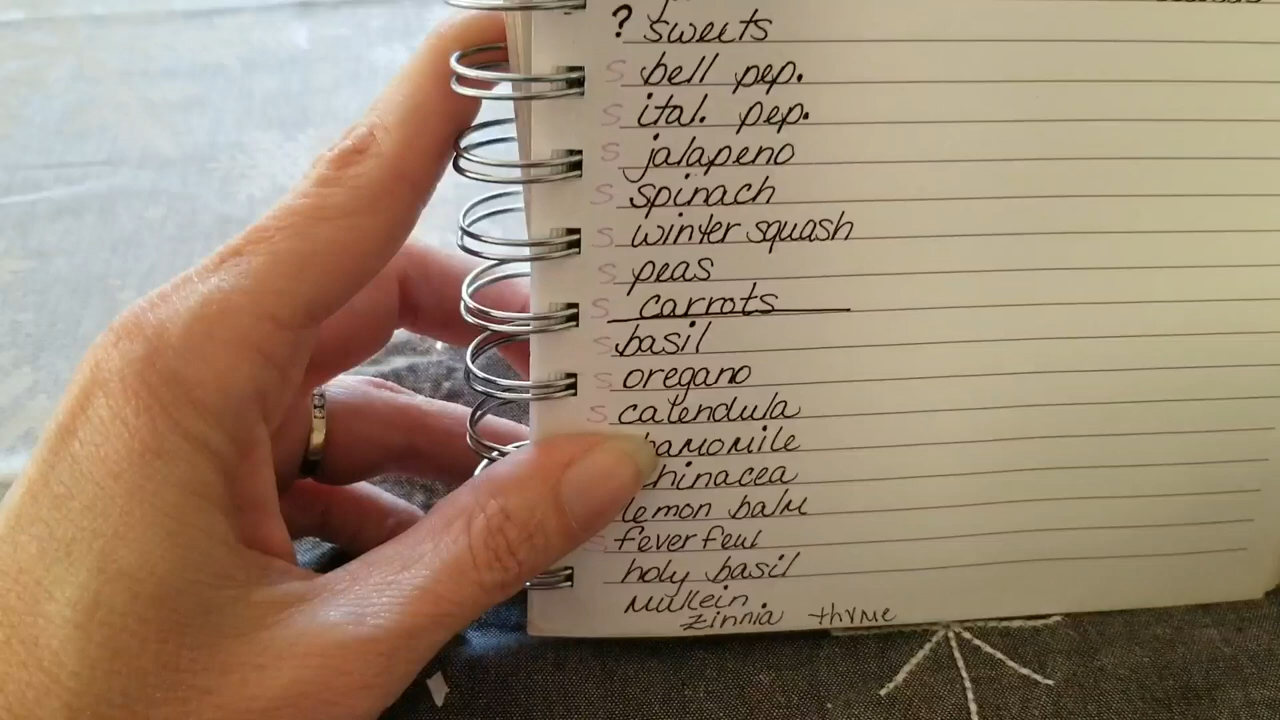 ? sweets
S bell pep.
S ital. pep.
S jalapeno
S spinach
S winter squash
S peas
S carrots
S basil
S oregano
S calendula
hamomile
chinacea
lemon balm
S feverfew
holy basil
mullein
zinnia thyme